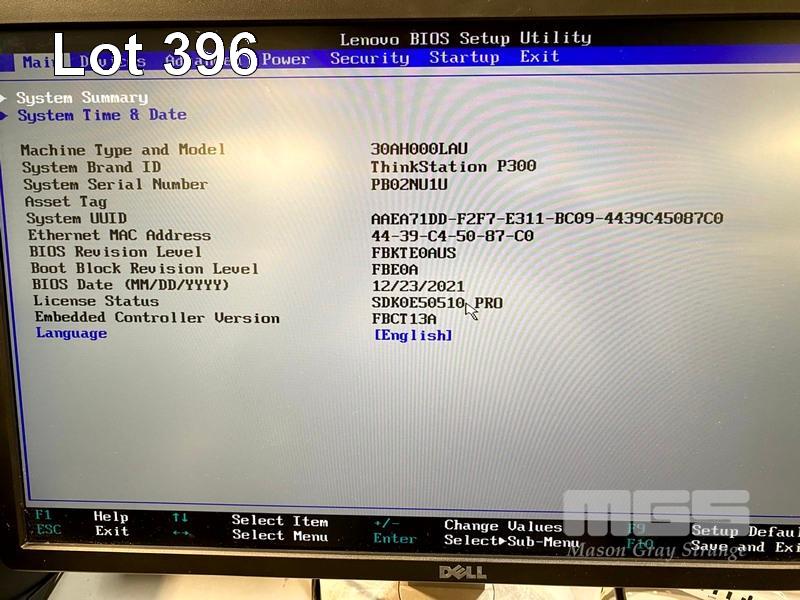 Lot 396
Lenovo BIOS Setup Utility
Main Devices Advanced Power Security Startup Exit
System Summary
System Time & Date
Machine Type and Model 30AH000LAU
System Brand ID ThinkStation P300
System Serial Number PB02NU1U
Asset Tag
System UUID AAEA71DD-F2F7-E311-BC09-4439C45087C0
Ethernet MAC Address 44-39-C4-50-87-C0
BIOS Revision Level FBKTE0AUS
Boot Block Revision Level FBE0A
BIOS Date (MM/DD/YYYY) 12/23/2021
License Status SDK0E50510 PRO
Embedded Controller Version FBCT13A
Language [English]
F1 Help ↑↓ Select Item +/- Change Values F9 Setup Defau
ESC Exit ←→ Select Menu Enter Select▶Sub-Menu F10 Save and Exi
MGS
Mason Gray Strange
DELL